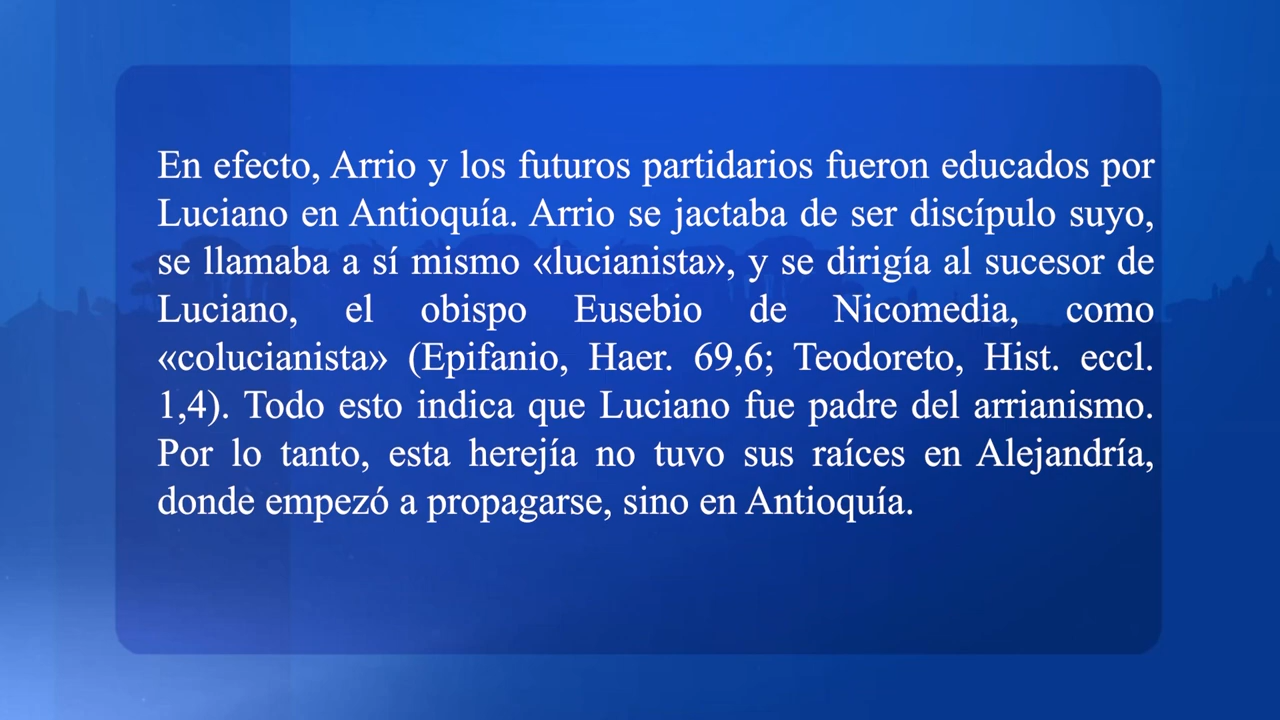 En efecto, Arrio y los futuros partidarios fueron educados por
Luciano en Antioquía. Arrio se jactaba de ser discípulo suyo,
se llamaba a sí mismo «lucianista», y se dirigía al sucesor de
Luciano, el obispo Eusebio de Nicomedia, como
«colucianista» (Epifanio, Haer. 69,6; Teodoreto, Hist. eccl.
1,4). Todo esto indica que Luciano fue padre del arrianismo.
Por lo tanto, esta herejía no tuvo sus raíces en Alejandría,
donde empezó a propagarse, sino en Antioquía.